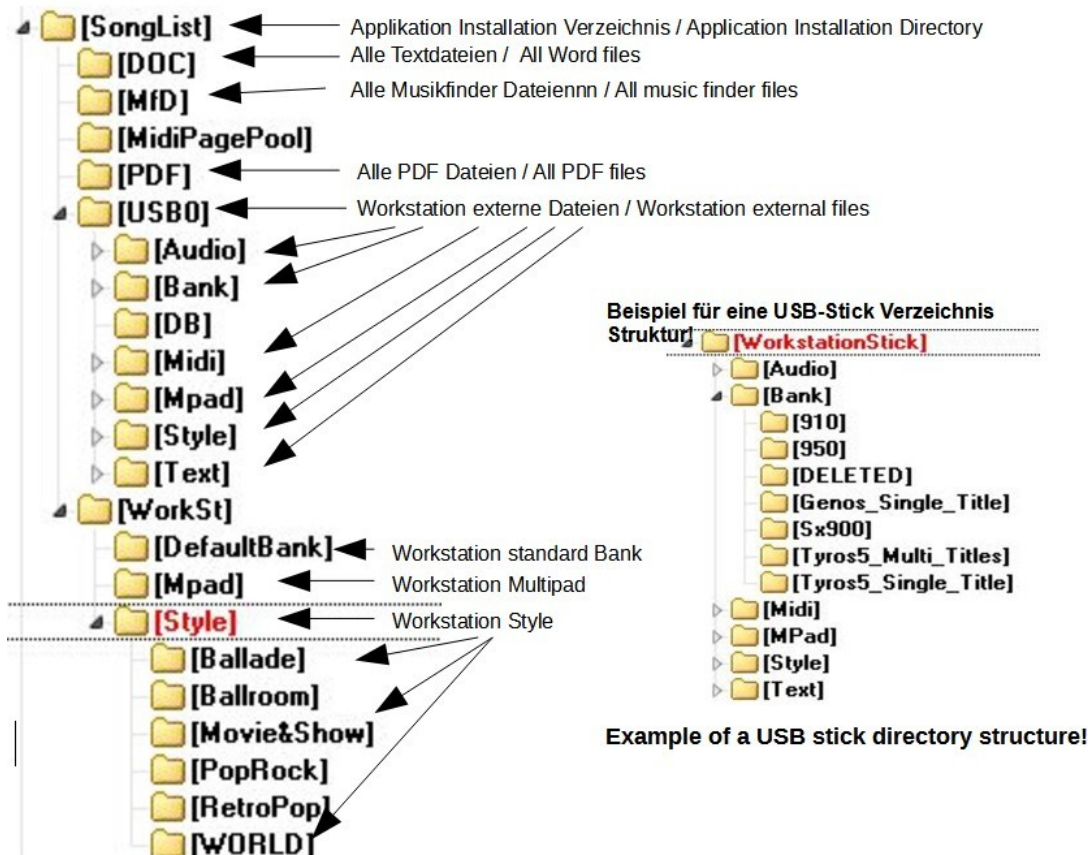 [SongList] Applikation Installation Verzeichnis / Application Installation Directory
[DOC] Alle Textdateien / All Word files
[MfD] Alle Musikfinder Dateiennn / All music finder files
[MidiPagePool]
[PDF] Alle PDF Dateien / All PDF files
[USB0] Workstation externe Dateien / Workstation external files
[Audio]
[Bank]
[DB]
[Midi]
[Mpad]
[Style]
[Text]
[WorkSt]
[DefaultBank] Workstation standard Bank
[Mpad] Workstation Multipad
[Style] Workstation Style
[Ballade]
[Ballroom]
[Movie&Show]
[PopRock]
[RetroPop]
[WORLD]
Beispiel für eine USB-Stick Verzeichnis
Struktur!
[WorkstationStick]
[Audio]
[Bank]
[910]
[950]
[DELETED]
[Genos_Single_Title]
[Sx900]
[Tyros5_Multi_Titles]
[Tyros5_Single_Title]
[Midi]
[MPad]
[Style]
[Text]
Example of a USB stick directory structure!